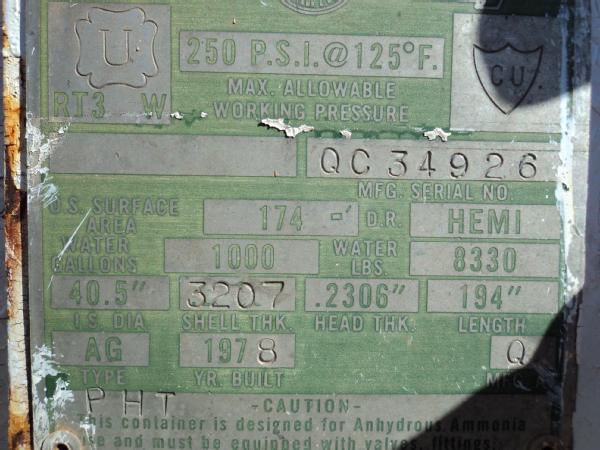 U
250 P.S.I. @ 125°F.
C.U.
MAX. ALLOWABLE
WORKING PRESSURE
RT3 W
QC34926
MFG. SERIAL NO.
U.S. SURFACE
AREA
174 -'
D.R.
HEMI
WATER
GALLONS
1000
WATER
LBS.
8330
40.5"
3207
.2306"
194"
I.S. DIA
SHELL THK.
HEAD THK.
LENGTH
AG
1978
Q
TYPE
YR. BUILT
PHT
-CAUTION-
This container is designed for Anhydrous Ammonia
and must be equipped with valves, fittings,